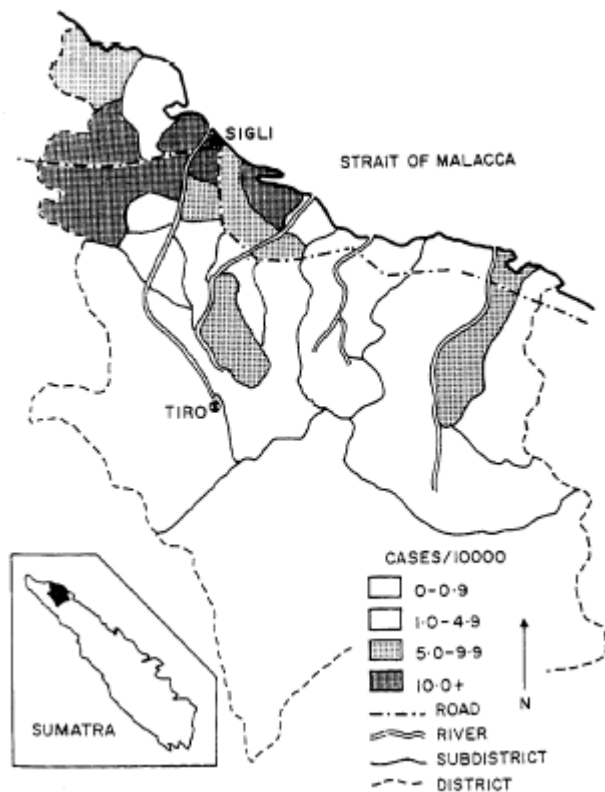 SIGLI
STRAIT OF MALACCA
TIRO
CASES/10000
0-0·9
1·0-4·9
5·0-9·9
10·0+
ROAD
RIVER
SUBDISTRICT
DISTRICT
N
SUMATRA